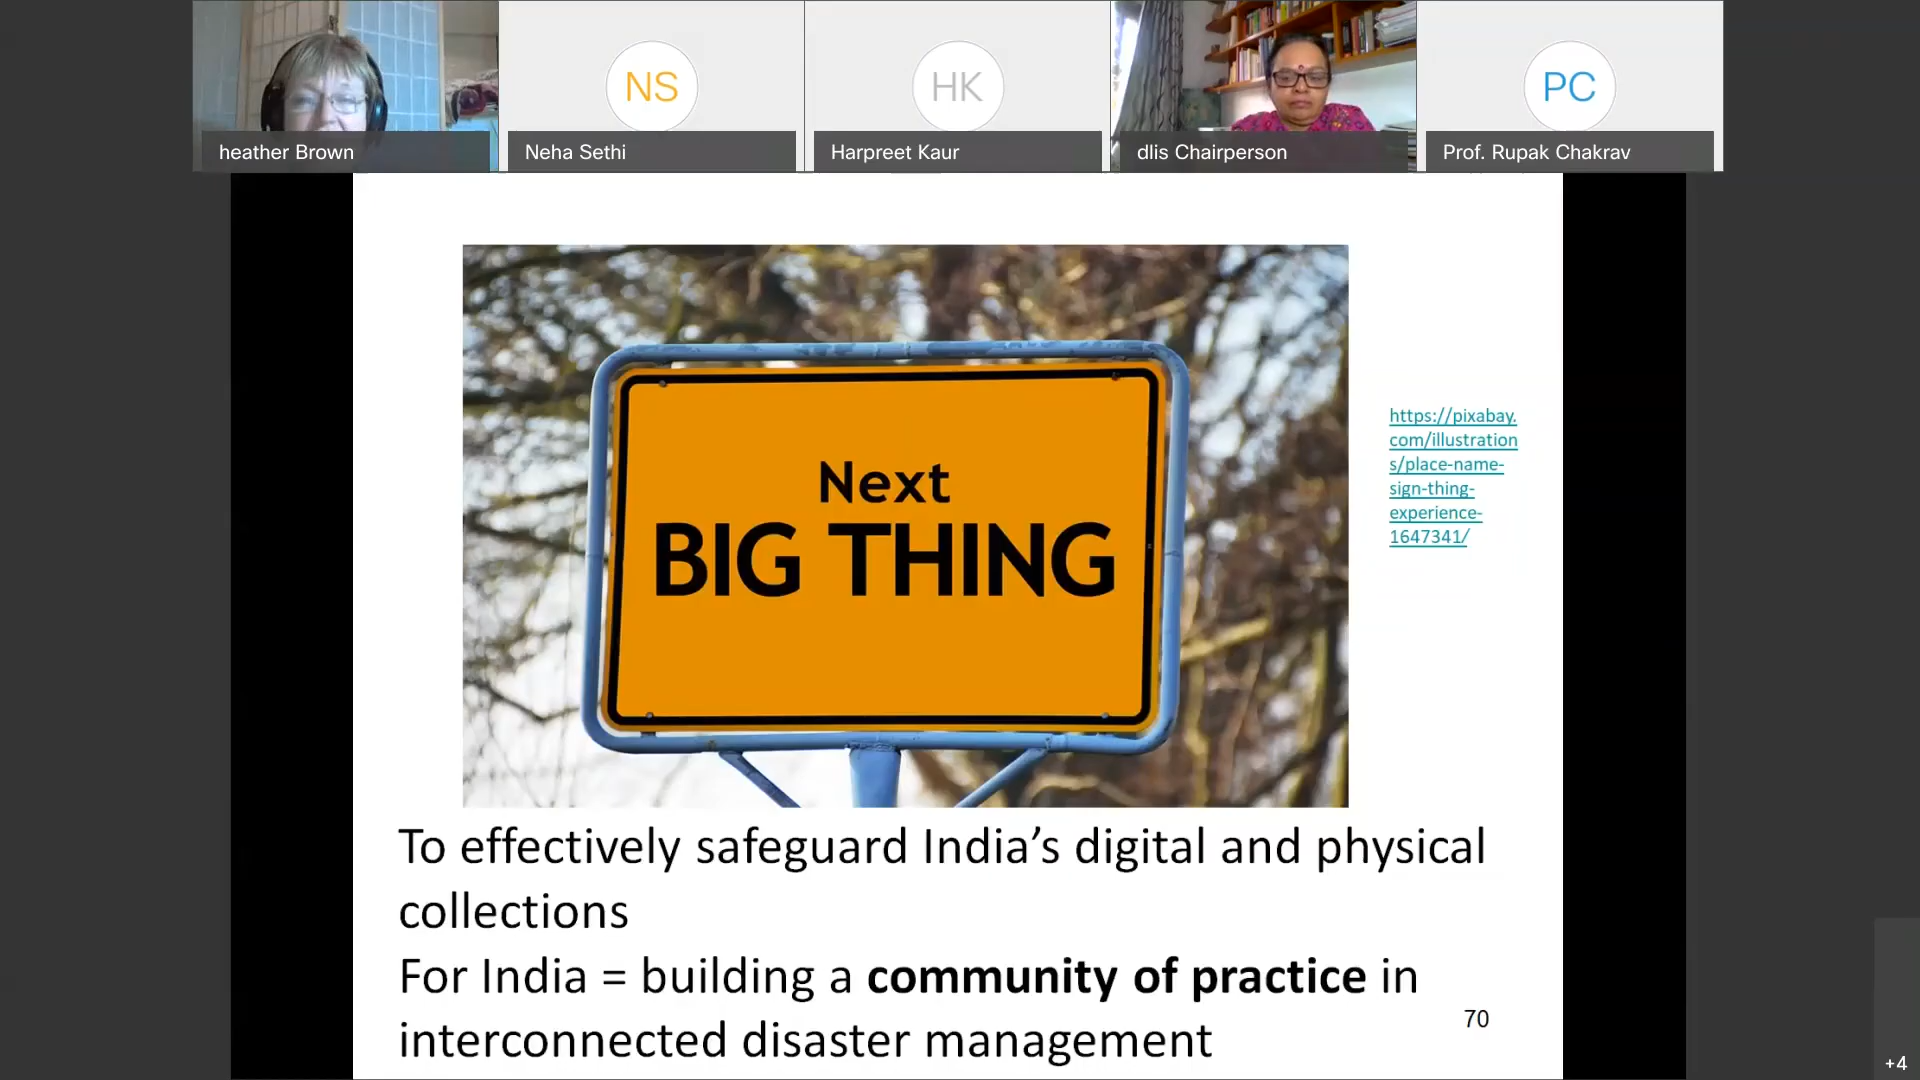 NS
HK
PC
heather Brown
Neha Sethi
Harpreet Kaur
dlis Chairperson
Prof. Rupak Chakrav
Next
BIG THING
https://pixabay.
com/illustration
s/place-name-
sign-thing-
experience-
1647341/
To effectively safeguard India’s digital and physical
collections
For India = building a community of practice in
interconnected disaster management
70
+4